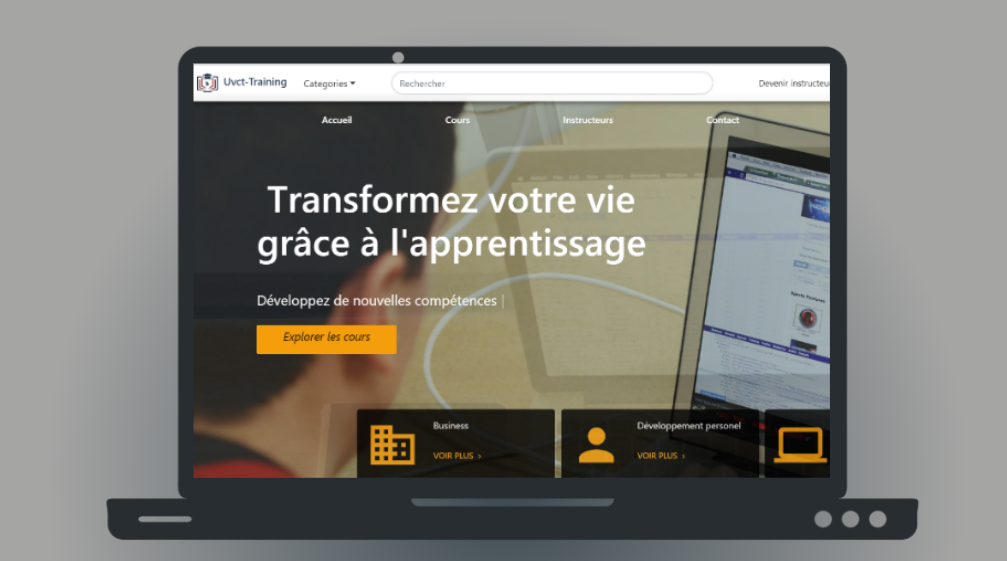 Uvct-Training
Categories
Rechercher
Devenir instructeu
Accueil
Cours
Instructeurs
Contact
Transformez votre vie
grâce à l'apprentissage
Développez de nouvelles compétences |
Explorer les cours
Business
VOIR PLUS ›
Développement personel
VOIR PLUS ›